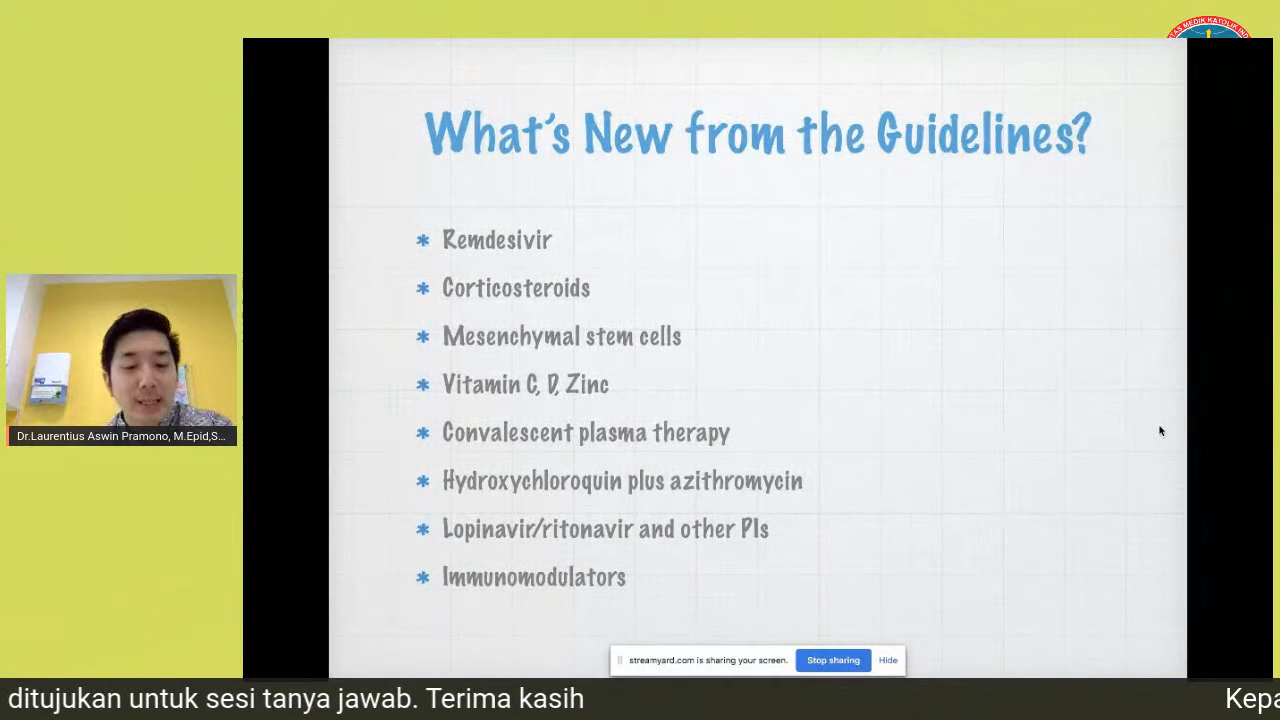 What's New from the Guidelines?
* Remdesivir
* Corticosteroids
* Mesenchymal stem cells
* Vitamin C, D, Zinc
* Convalescent plasma therapy
* Hydroxychloroquin plus azithromycin
* Lopinavir/ritonavir and other PIs
* Immunomodulators
Dr.Laurentius Aswin Pramono, M.Epid,S...
streamyard.com is sharing your screen. Stop sharing Hide
ditujukan untuk sesi tanya jawab. Terima kasih Kepa
MEDIK KATOLIK